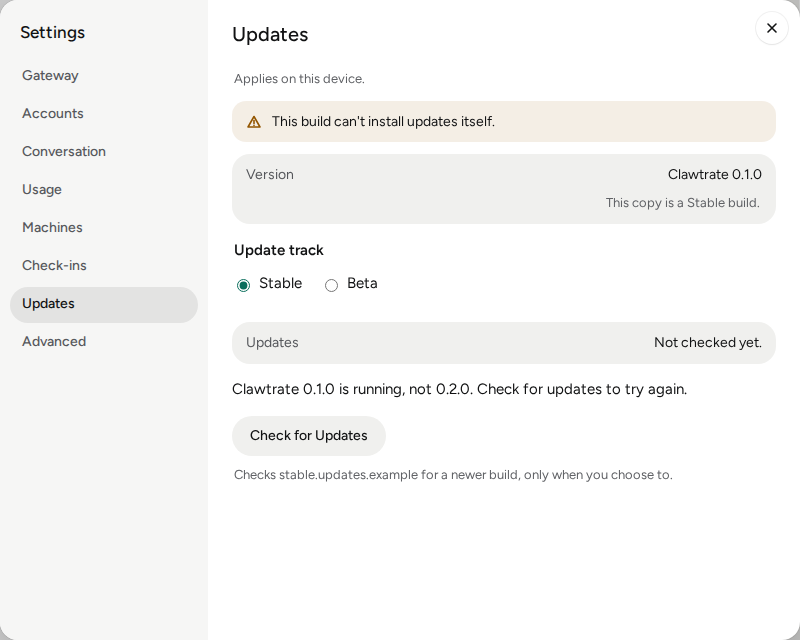 Settings
Gateway
Accounts
Conversation
Usage
Machines
Check-ins
Updates
Advanced
Updates
Applies on this device.
This build can't install updates itself.
Version
Clawtrate 0.1.0
This copy is a Stable build.
Update track
Stable
Beta
Updates
Not checked yet.
Clawtrate 0.1.0 is running, not 0.2.0. Check for updates to try again.
Check for Updates
Checks stable.updates.example for a newer build, only when you choose to.